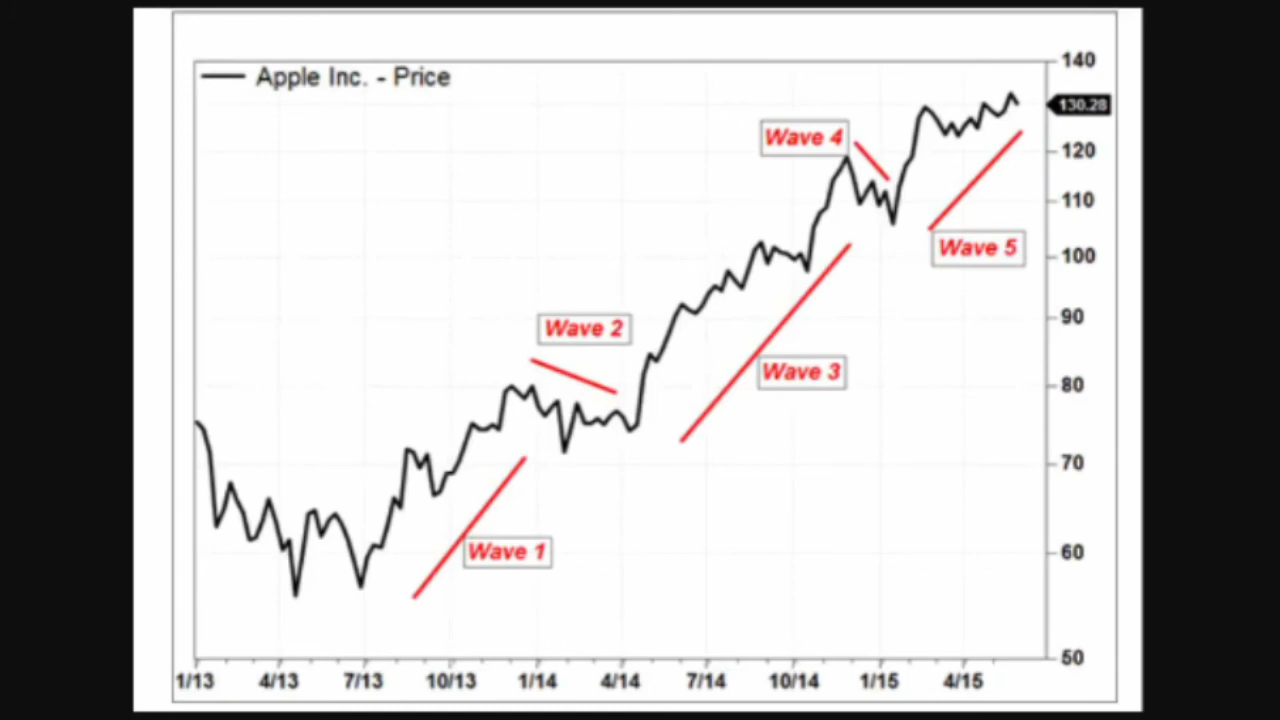 Apple Inc. - Price
140
130.28
Wave 4
120
110
Wave 5
100
Wave 2
90
Wave 3
80
70
Wave 1
60
50
1/13 4/13 7/13 10/13 1/14 4/14 7/14 10/14 1/15 4/15